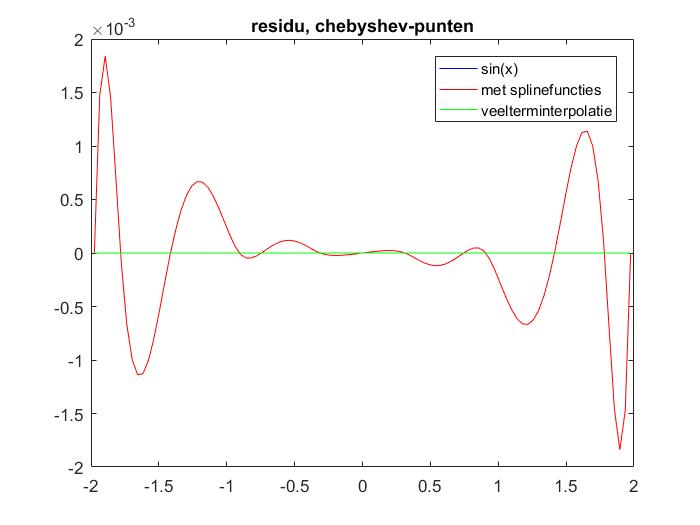 residu, chebyshev-punten
×10⁻³
sin(x)
met splinefuncties
veelterminterpolatie
2
1.5
1
0.5
0
-0.5
-1
-1.5
-2
-2 -1.5 -1 -0.5 0 0.5 1 1.5 2